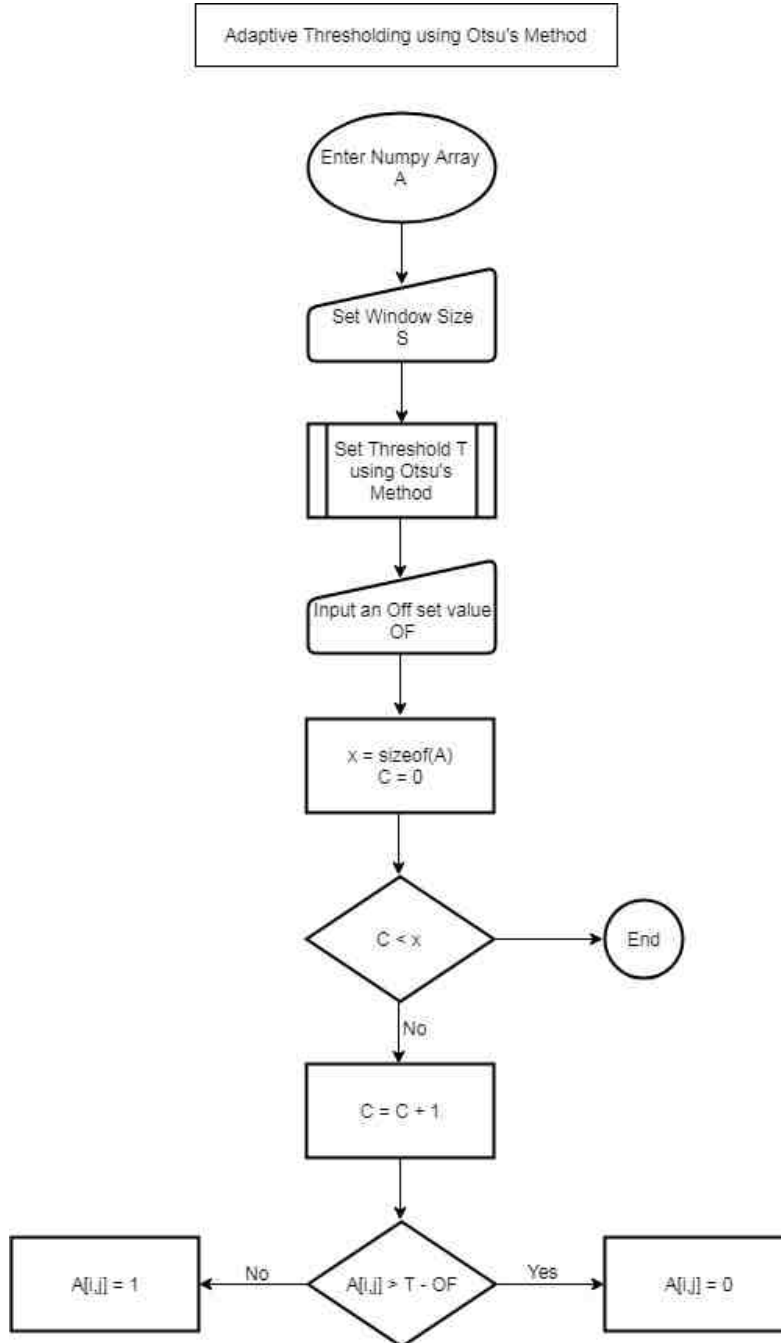 Adaptive Thresholding using Otsu's Method
Enter Numpy Array
A
Set Window Size
S
Set Threshold T
using Otsu's
Method
Input an Off set value
OF
x = sizeof(A)
C = 0
C < x
End
No
C = C + 1
A[i,j] = 1
No
A[i,j] > T - OF
Yes
A[i,j] = 0